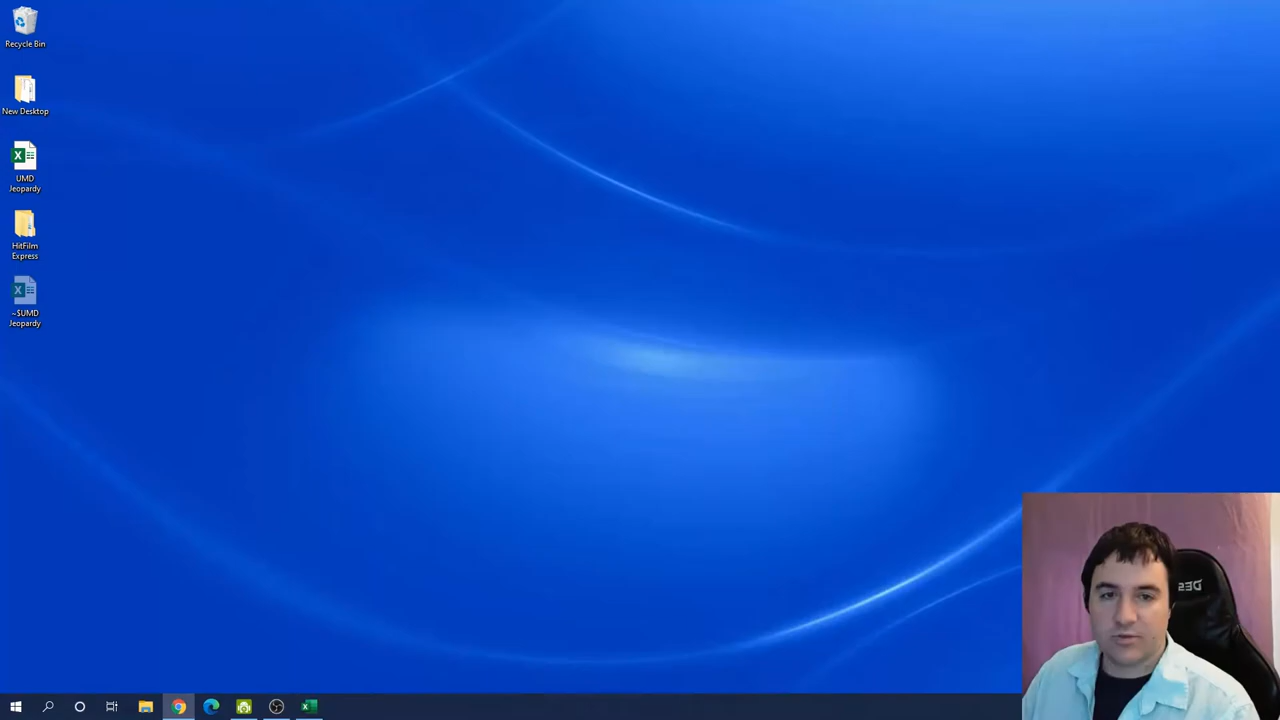 Recycle Bin
New Desktop
UMD
Jeopardy
HitFilm
Express
~$UMD
Jeopardy